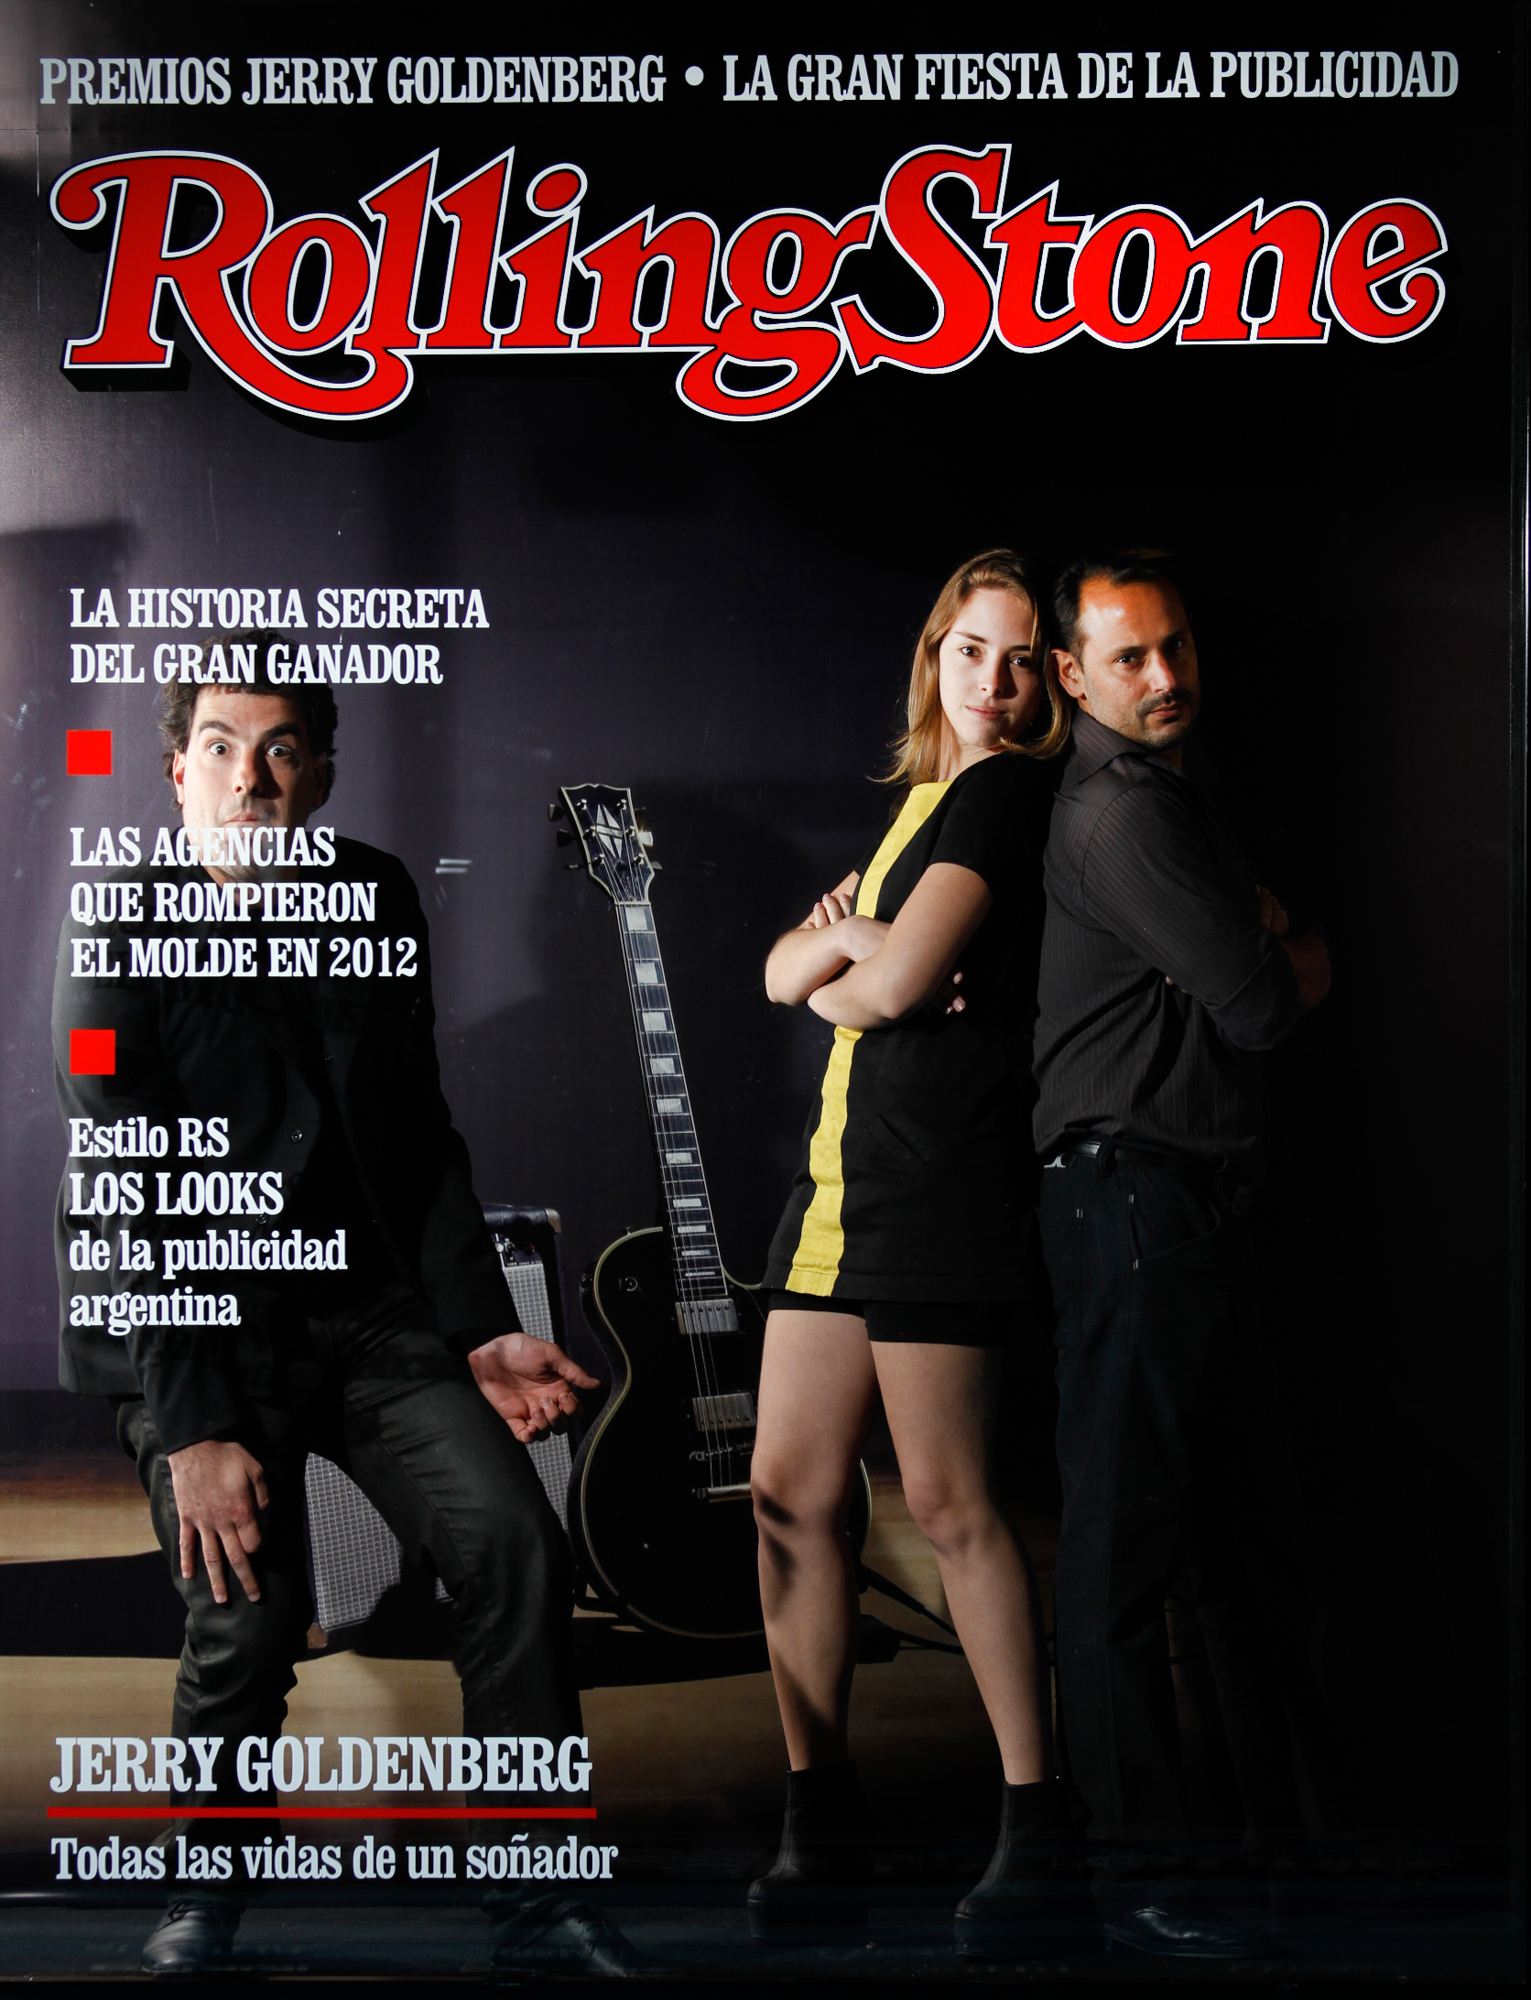 PREMIOS JERRY GOLDENBERG • LA GRAN FIESTA DE LA PUBLICIDAD
RollingStone
LA HISTORIA SECRETA
DEL GRAN GANADOR
LAS AGENCIAS
QUE ROMPIERON
EL MOLDE EN 2012
Estilo RS
LOS LOOKS
de la publicidad
argentina
JERRY GOLDENBERG
Todas las vidas de un soñador